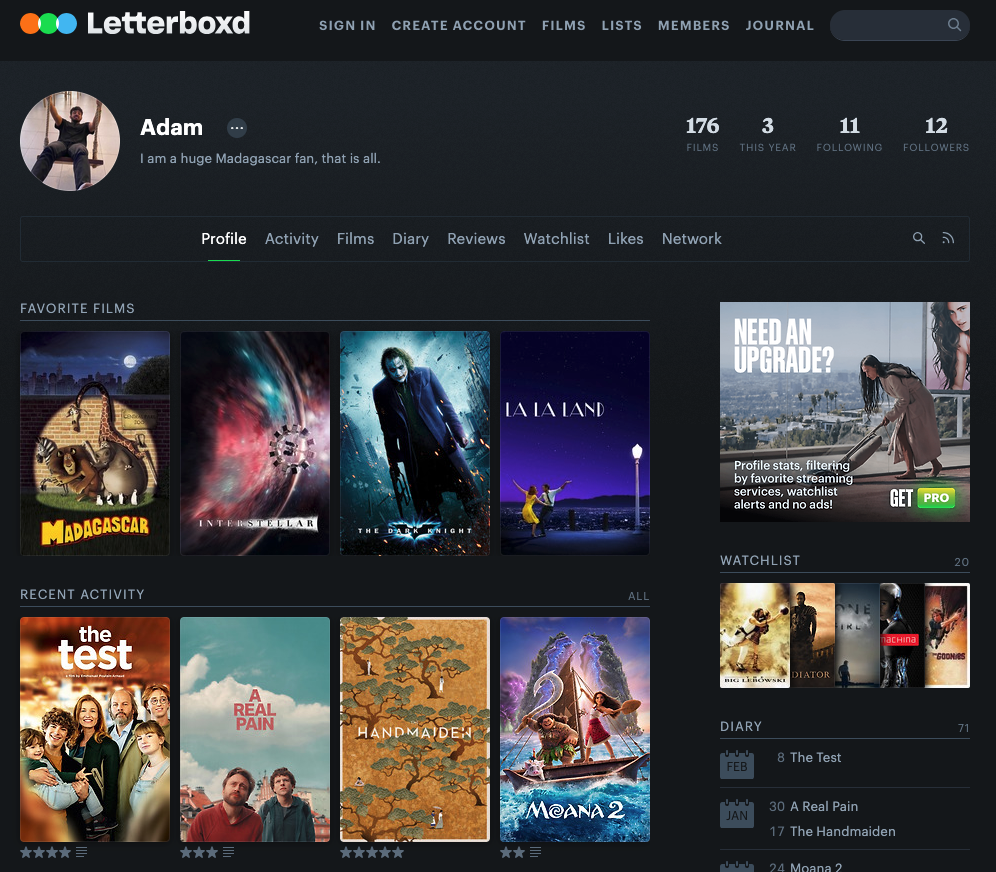 Letterboxd
SIGN IN CREATE ACCOUNT FILMS LISTS MEMBERS JOURNAL
Adam
I am a huge Madagascar fan, that is all.
176 3 11 12
FILMS THIS YEAR FOLLOWING FOLLOWERS
Profile Activity Films Diary Reviews Watchlist Likes Network
FAVORITE FILMS
MADAGASCAR
INTERSTELLAR
THE DARK KNIGHT
LA LA LAND
RECENT ACTIVITY ALL
the
test
A
REAL
PAIN
HANDMAIDEN
MOANA 2
NEED AN
UPGRADE?
Profile stats, filtering
by favorite streaming
services, watchlist
alerts and no ads!
GET PRO
WATCHLIST 20
BIG LEBOWSKI
DIATOR
ONE
IRL
MACHINA
GOONIES
DIARY 71
FEB
8 The Test
JAN
30 A Real Pain
17 The Handmaiden
24 Moana 2